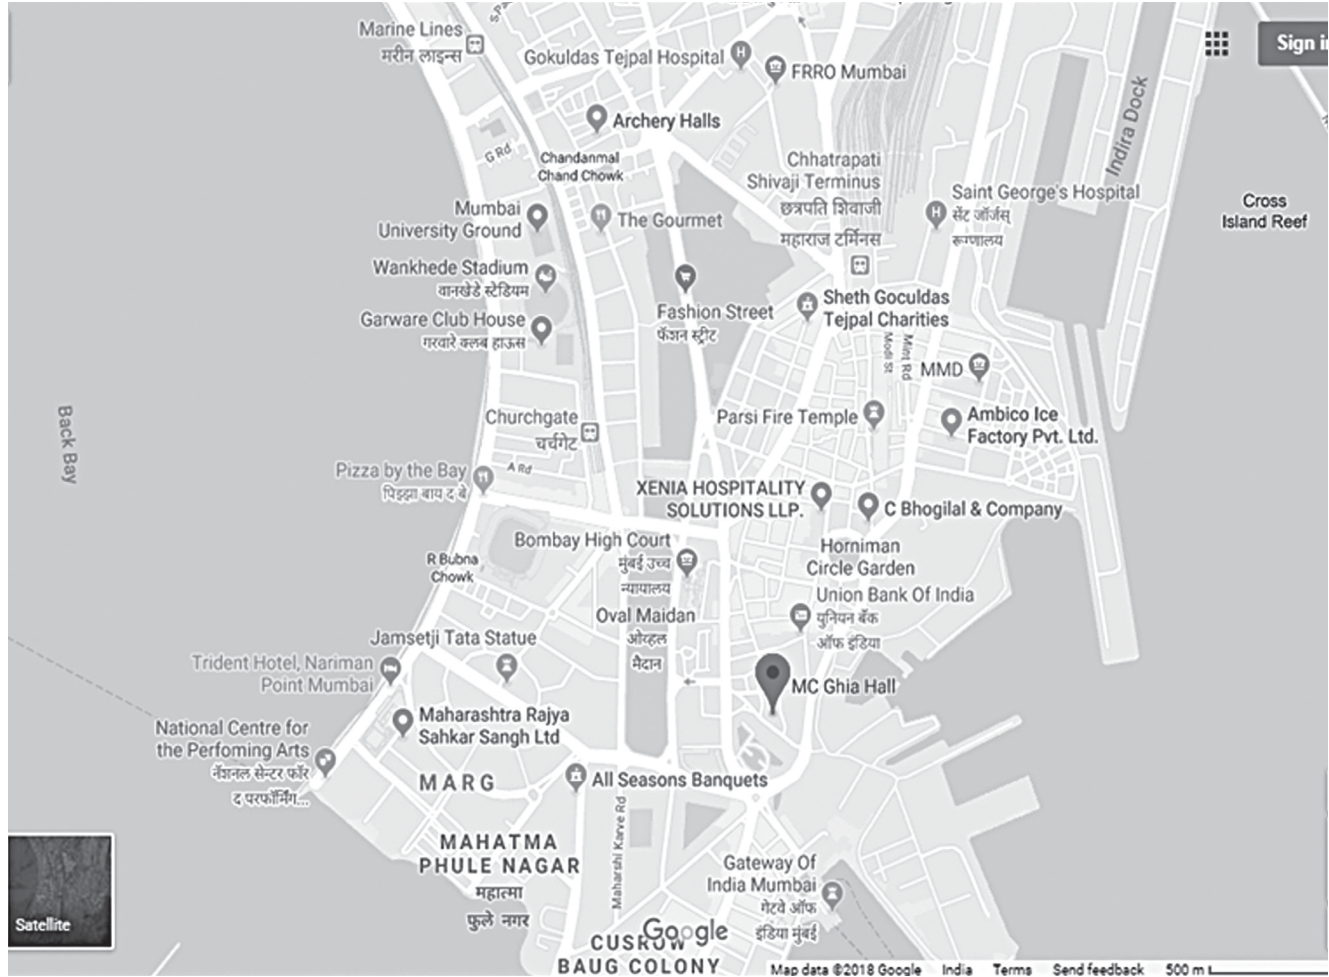 Marine Lines
मरीन लाइन्स
Gokuldas Tejpal Hospital
FRRO Mumbai
Sign in
Archery Halls
G Rd
Chandanmal
Chand Chowk
Chhatrapati
Shivaji Terminus
छत्रपति शिवाजी
महाराज टर्मिनस
Indira Dock
Saint George's Hospital
सेंट जॉर्जस्
रूग्णालय
Cross
Island Reef
Mumbai
University Ground
The Gourmet
Wankhede Stadium
वानखेडे स्टेडियम
Garware Club House
गरवारे क्लब हाऊस
Fashion Street
फॅशन स्ट्रीट
Sheth Goculdas
Tejpal Charities
Modi St
Mint Rd
MMD
Back Bay
Churchgate
चर्चगेट
Parsi Fire Temple
Ambico Ice
Factory Pvt. Ltd.
Pizza by the Bay
पिझ्झा बाय द बे
A Rd
XENIA HOSPITALITY
SOLUTIONS LLP.
C Bhogilal & Company
R Bubna
Chowk
Bombay High Court
मुंबई उच्च
न्यायालय
Horniman
Circle Garden
Union Bank Of India
युनियन बँक
ऑफ इंडिया
Oval Maidan
ओव्हल
मैदान
Jamsetji Tata Statue
Trident Hotel, Nariman
Point Mumbai
MC Ghia Hall
Maharashtra Rajya
Sahkar Sangh Ltd
National Centre for
the Perfoming Arts
नॅशनल सेन्टर फॉर
द परफॉर्मिंग...
MARG
All Seasons Banquets
Maharshi Karve Rd
MAHATMA
PHULE NAGAR
महात्मा
फुले नगर
Gateway Of
India Mumbai
गेटवे ऑफ
इंडिया मुंबई
Satellite
Google
CUSROW
BAUG COLONY
Map data ©2018 Google India Terms Send feedback 500 m